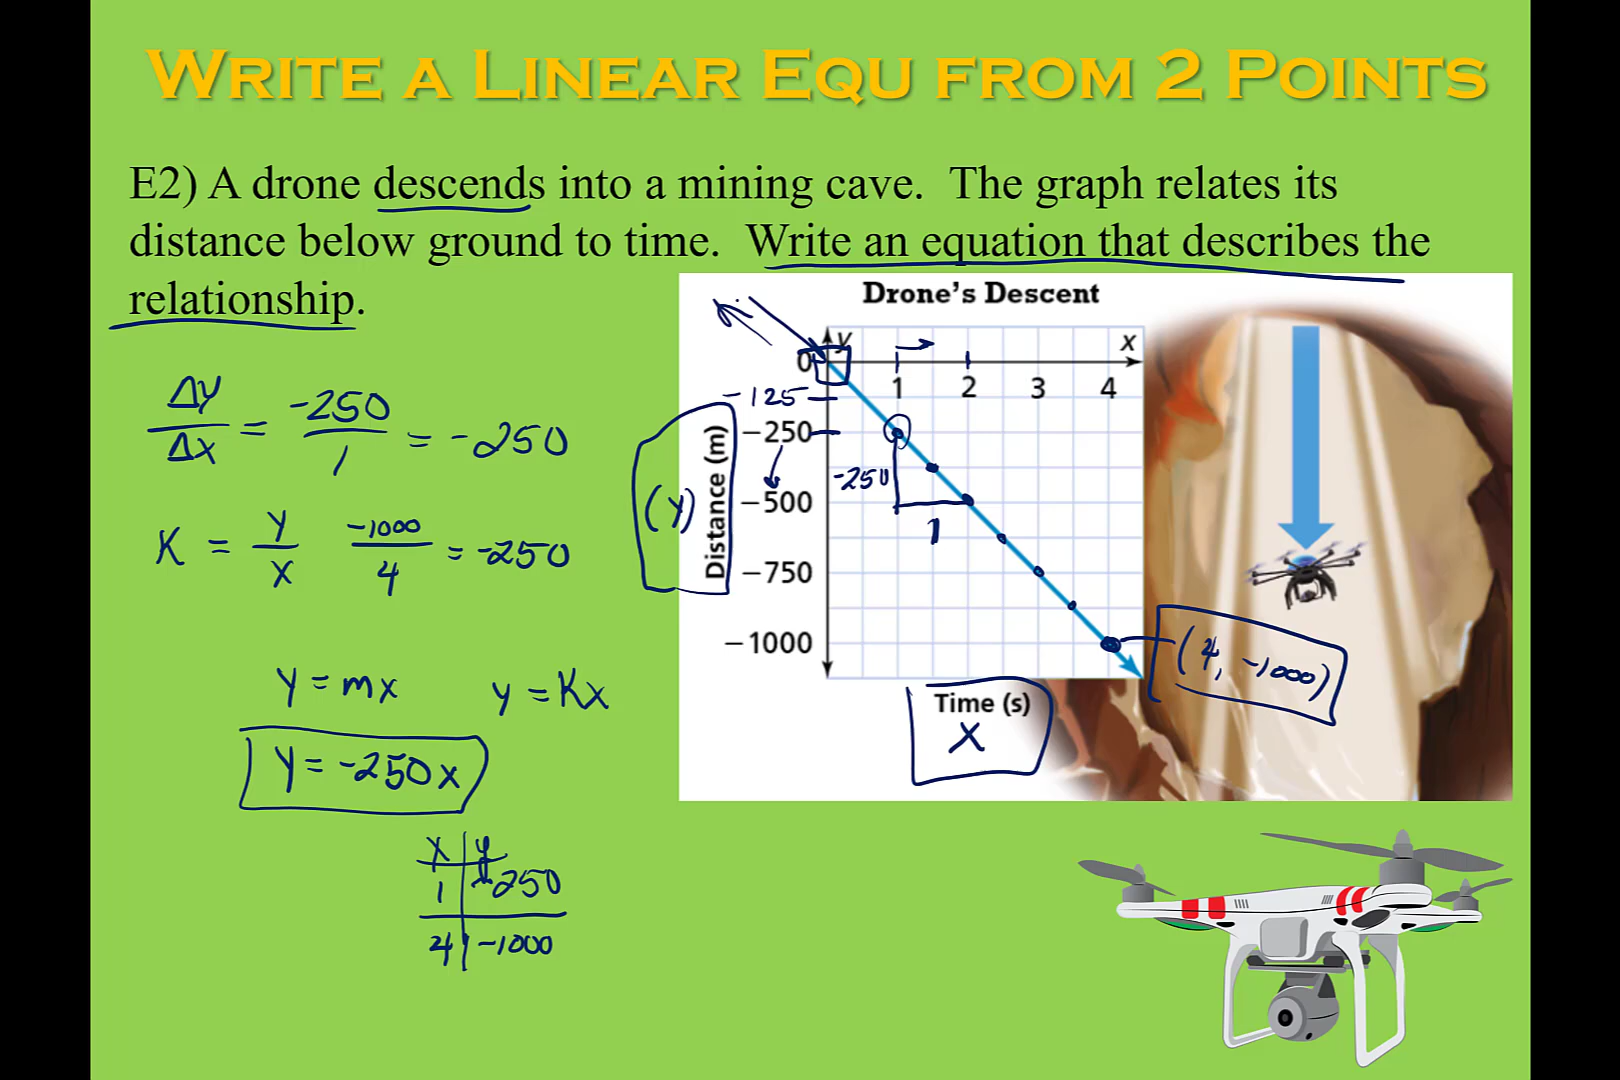 WRITE A LINEAR EQU FROM 2 POINTS
E2) A drone descends into a mining cave. The graph relates its
distance below ground to time. Write an equation that describes the
relationship.
Drone's Descent
y
x
0
1 2 3 4
-125
−250
−500
−750
−1000
Distance (m)
(y)
-250
1
Time (s)
X
(4, -1000)
Δy/Δx = -250/1 = -250
K = y/x -1000/4 = -250
y = mx y = Kx
y = -250x
x | y
1 | -250
4 | -1000